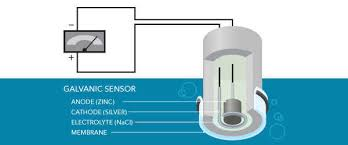 −
+
GALVANIC SENSOR
ANODE (ZINC)
CATHODE (SILVER)
ELECTROLYTE (NaCl)
MEMBRANE